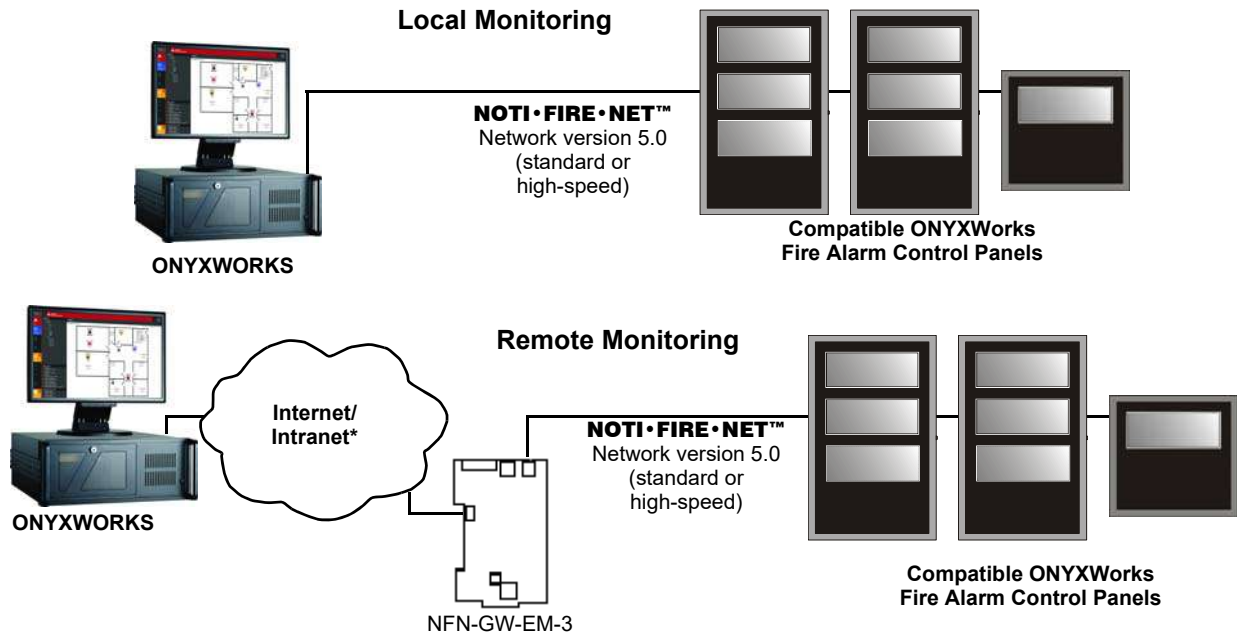 Local Monitoring
NOTI•FIRE•NET™
Network version 5.0
(standard or
high-speed)
Compatible ONYXWorks
Fire Alarm Control Panels
ONYXWORKS
Remote Monitoring
Internet/
Intranet*
NOTI•FIRE•NET™
Network version 5.0
(standard or
high-speed)
ONYXWORKS
Compatible ONYXWorks
Fire Alarm Control Panels
NFN-GW-EM-3